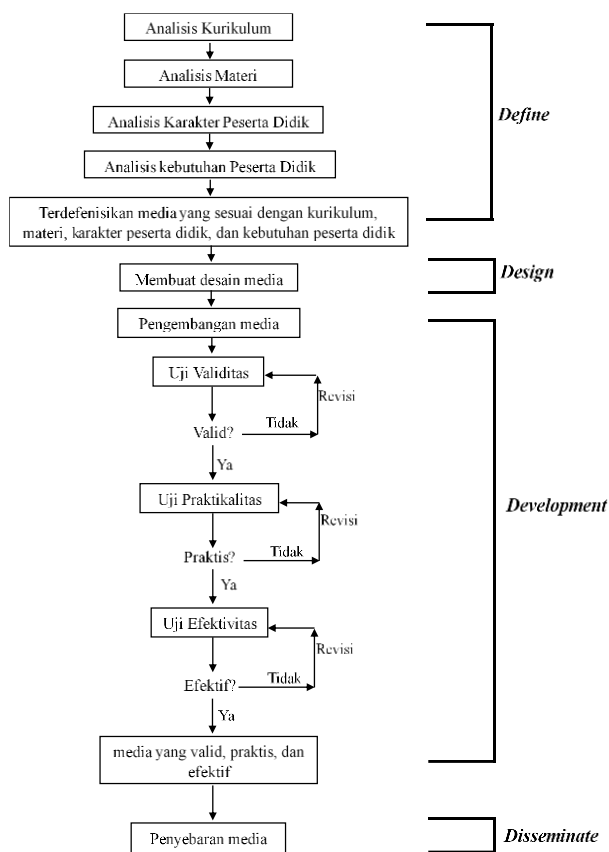 Analisis Kurikulum
Analisis Materi
Analisis Karakter Peserta Didik
Analisis kebutuhan Peserta Didik
Terdefenisikan media yang sesuai dengan kurikulum,
materi, karakter peserta didik, dan kebutuhan peserta didik
Define
Membuat desain media
Design
Pengembangan media
Uji Validitas
Revisi
Valid?
Tidak
Ya
Uji Praktikalitas
Revisi
Praktis?
Tidak
Ya
Uji Efektivitas
Revisi
Efektif?
Tidak
Ya
media yang valid, praktis, dan
efektif
Development
Penyebaran media
Disseminate